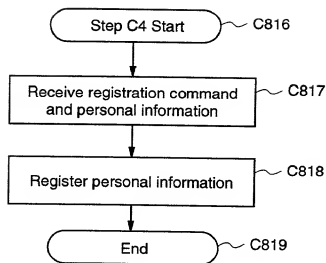 Step C4 Start
C816
Receive registration command
and personal information
C817
Register personal information
C818
End
C819